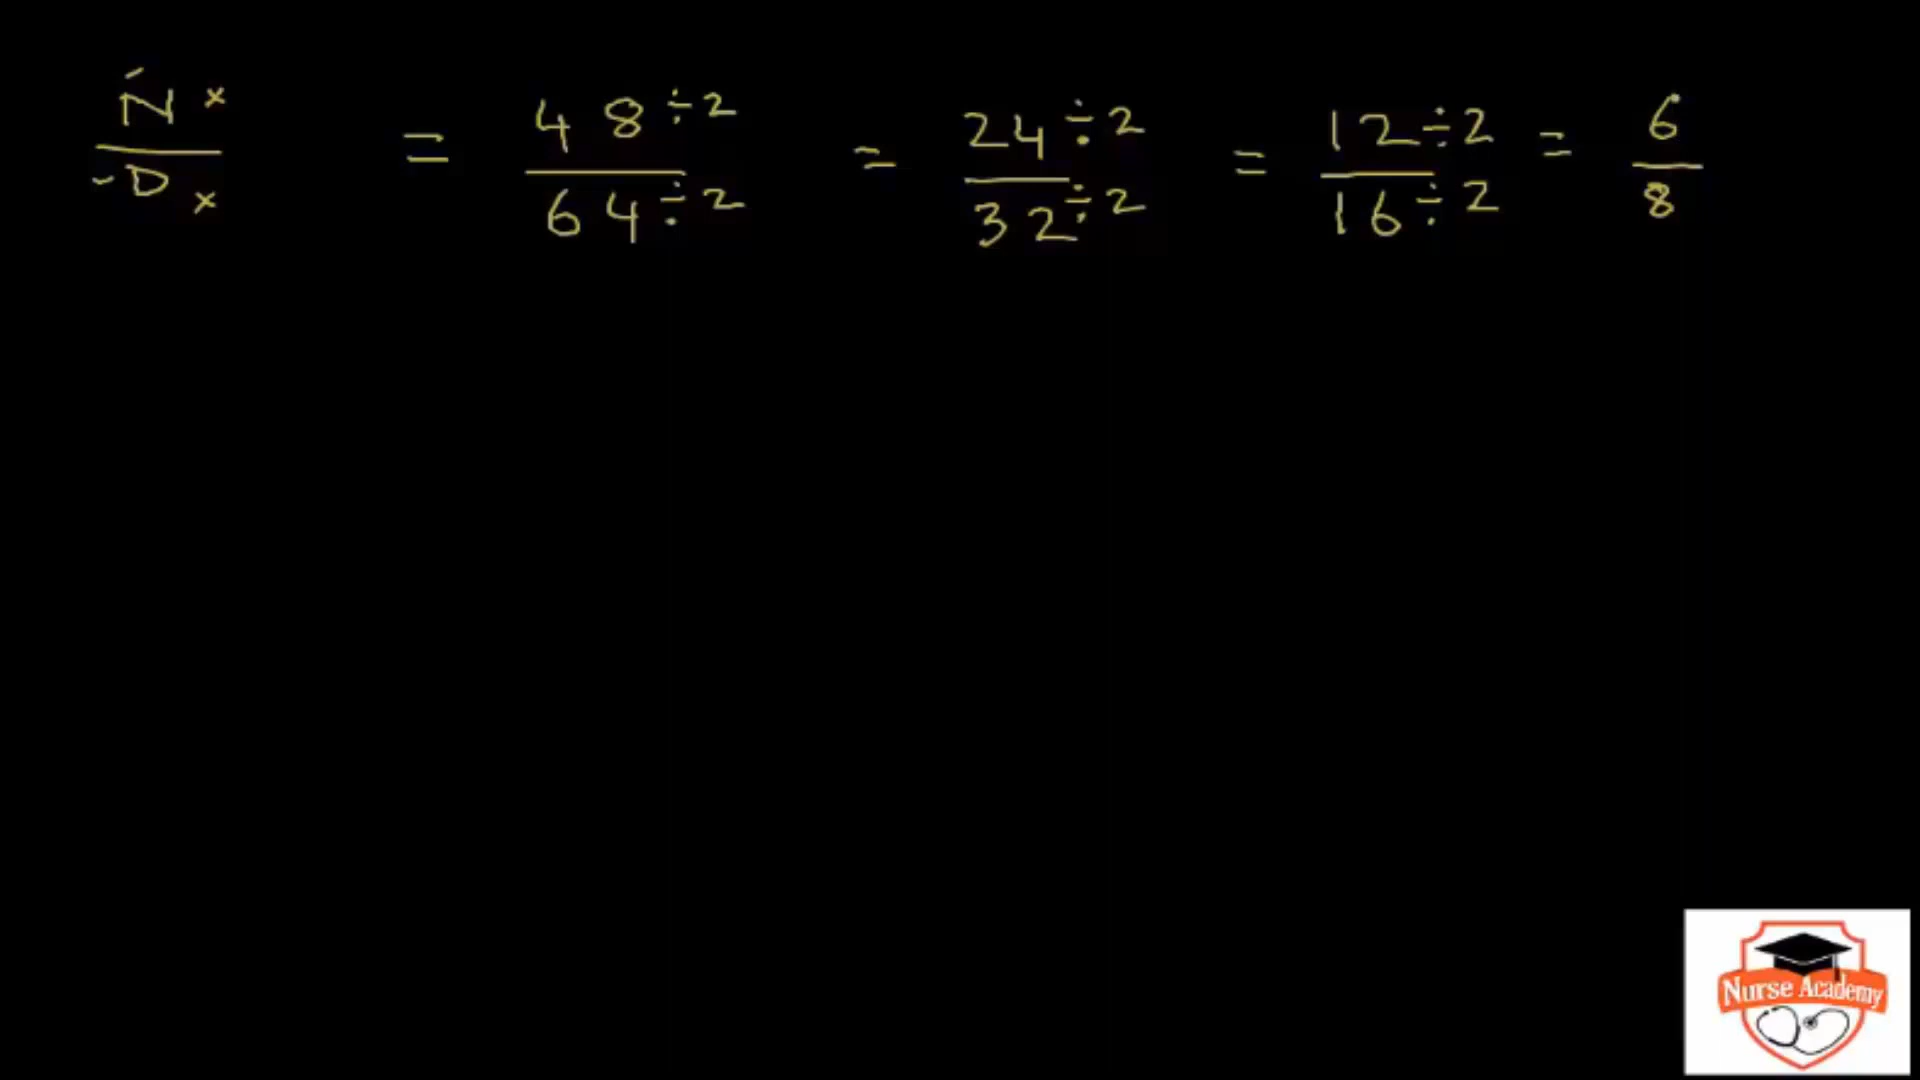 N × = 48 ÷ 2 = 24 ÷ 2 = 12 ÷ 2 = 6
- D × 64 ÷ 2 32 ÷ 2 16 ÷ 2 8
Nurse Academy